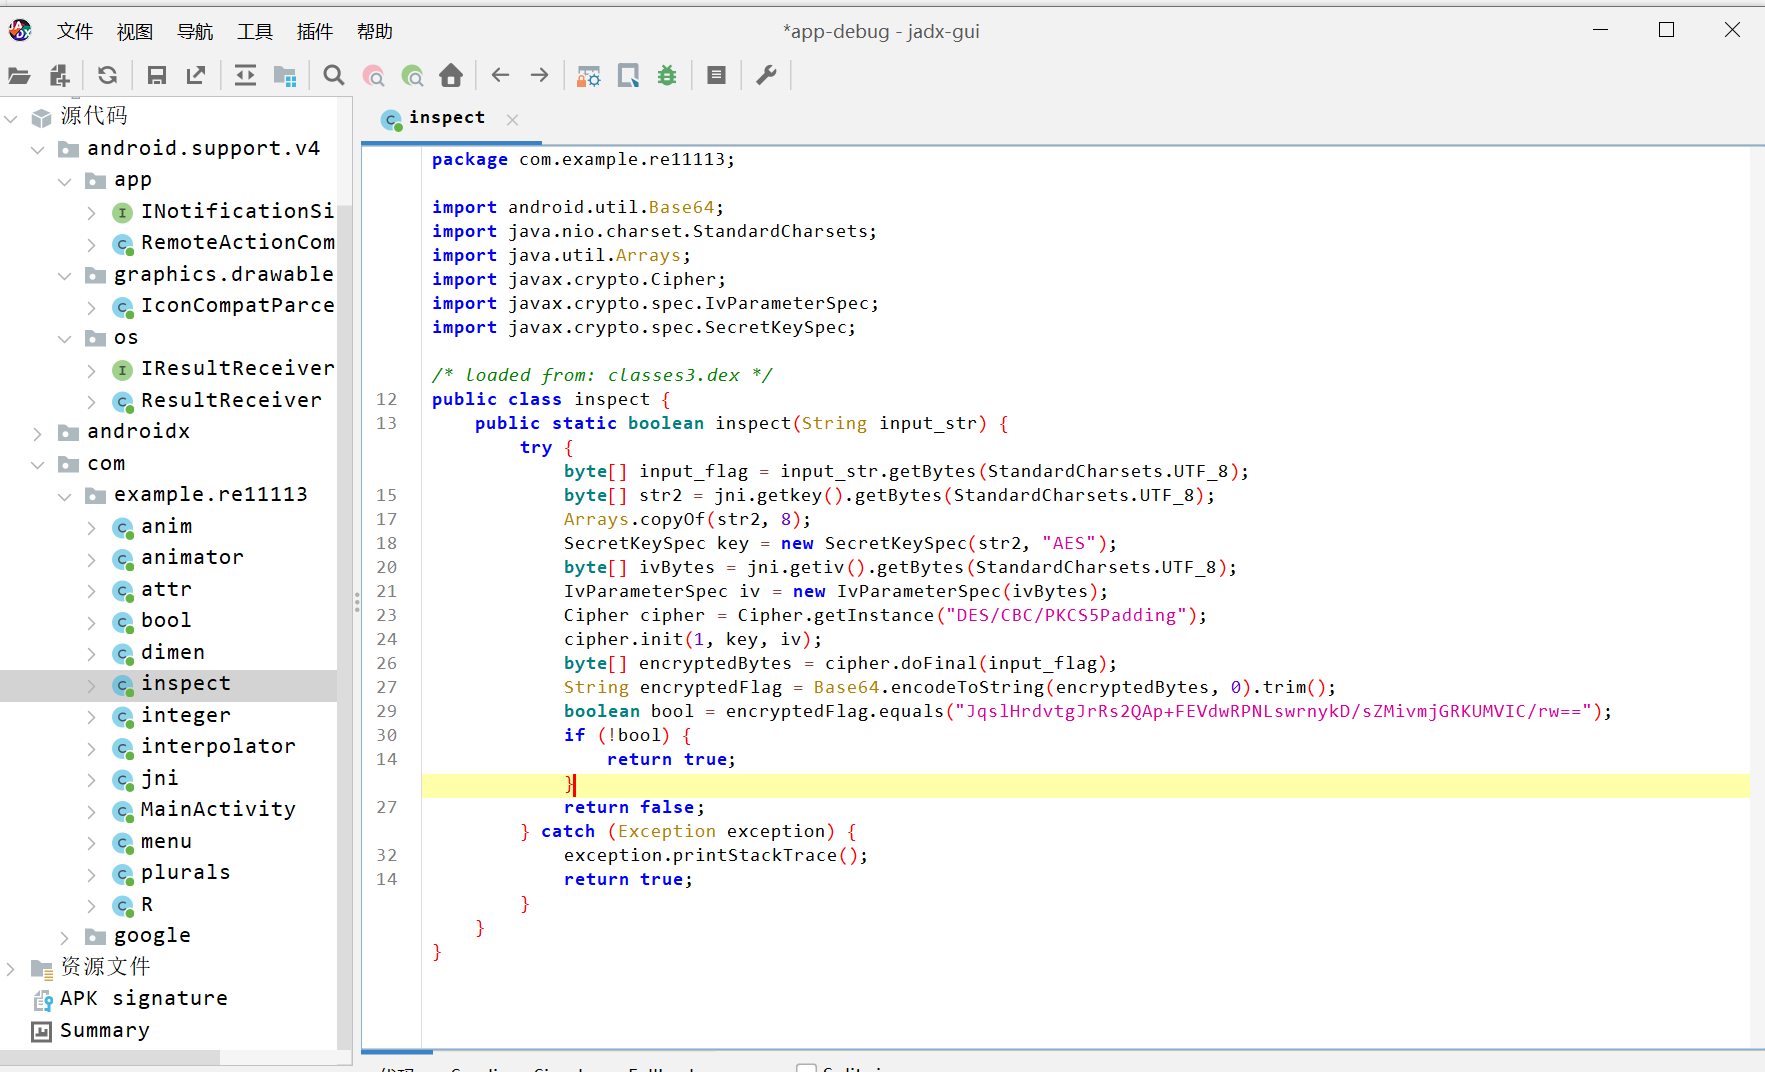 文件 视图 导航 工具 插件 帮助
*app-debug - jadx-gui
源代码
android.support.v4
app
INotificationSi
RemoteActionCom
graphics.drawable
IconCompatParce
os
IResultReceiver
ResultReceiver
androidx
com
example.re11113
anim
animator
attr
bool
dimen
inspect
integer
interpolator
jni
MainActivity
menu
plurals
R
google
资源文件
APK signature
Summary
inspect
package com.example.re11113;
import android.util.Base64;
import java.nio.charset.StandardCharsets;
import java.util.Arrays;
import javax.crypto.Cipher;
import javax.crypto.spec.IvParameterSpec;
import javax.crypto.spec.SecretKeySpec;
/* loaded from: classes3.dex */
12 public class inspect {
13 public static boolean inspect(String input_str) {
try {
byte[] input_flag = input_str.getBytes(StandardCharsets.UTF_8);
15 byte[] str2 = jni.getkey().getBytes(StandardCharsets.UTF_8);
17 Arrays.copyOf(str2, 8);
18 SecretKeySpec key = new SecretKeySpec(str2, "AES");
20 byte[] ivBytes = jni.getiv().getBytes(StandardCharsets.UTF_8);
21 IvParameterSpec iv = new IvParameterSpec(ivBytes);
23 Cipher cipher = Cipher.getInstance("DES/CBC/PKCS5Padding");
24 cipher.init(1, key, iv);
26 byte[] encryptedBytes = cipher.doFinal(input_flag);
27 String encryptedFlag = Base64.encodeToString(encryptedBytes, 0).trim();
29 boolean bool = encryptedFlag.equals("JqslHrdvtgJrRs2QAp+FEVdwRPNLswrnykD/sZMivmjGRKUMVIC/rw==");
30 if (!bool) {
14 return true;
}
27 return false;
} catch (Exception exception) {
32 exception.printStackTrace();
14 return true;
}
}
}